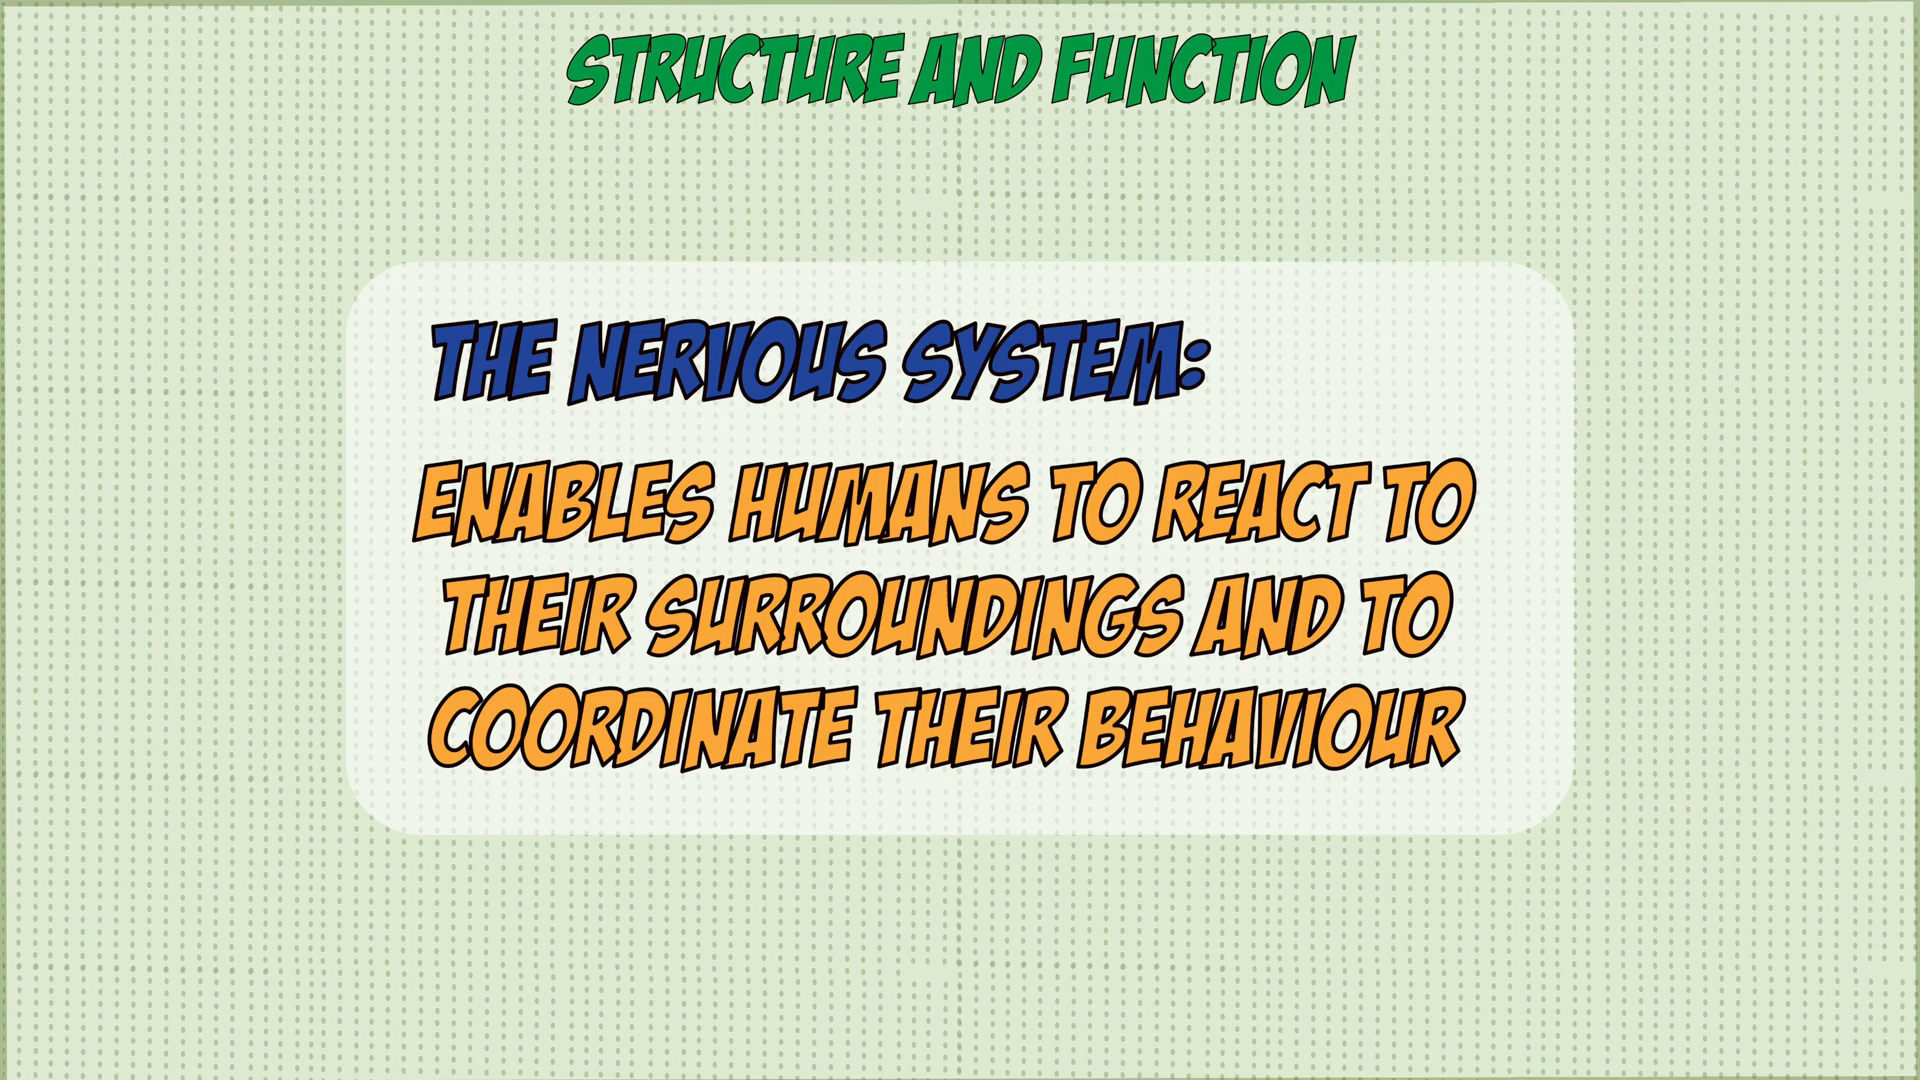 STRUCTURE AND FUNCTION
THE NERVOUS SYSTEM:
ENABLES HUMANS TO REACT TO
THEIR SURROUNDINGS AND TO
COORDINATE THEIR BEHAVIOUR